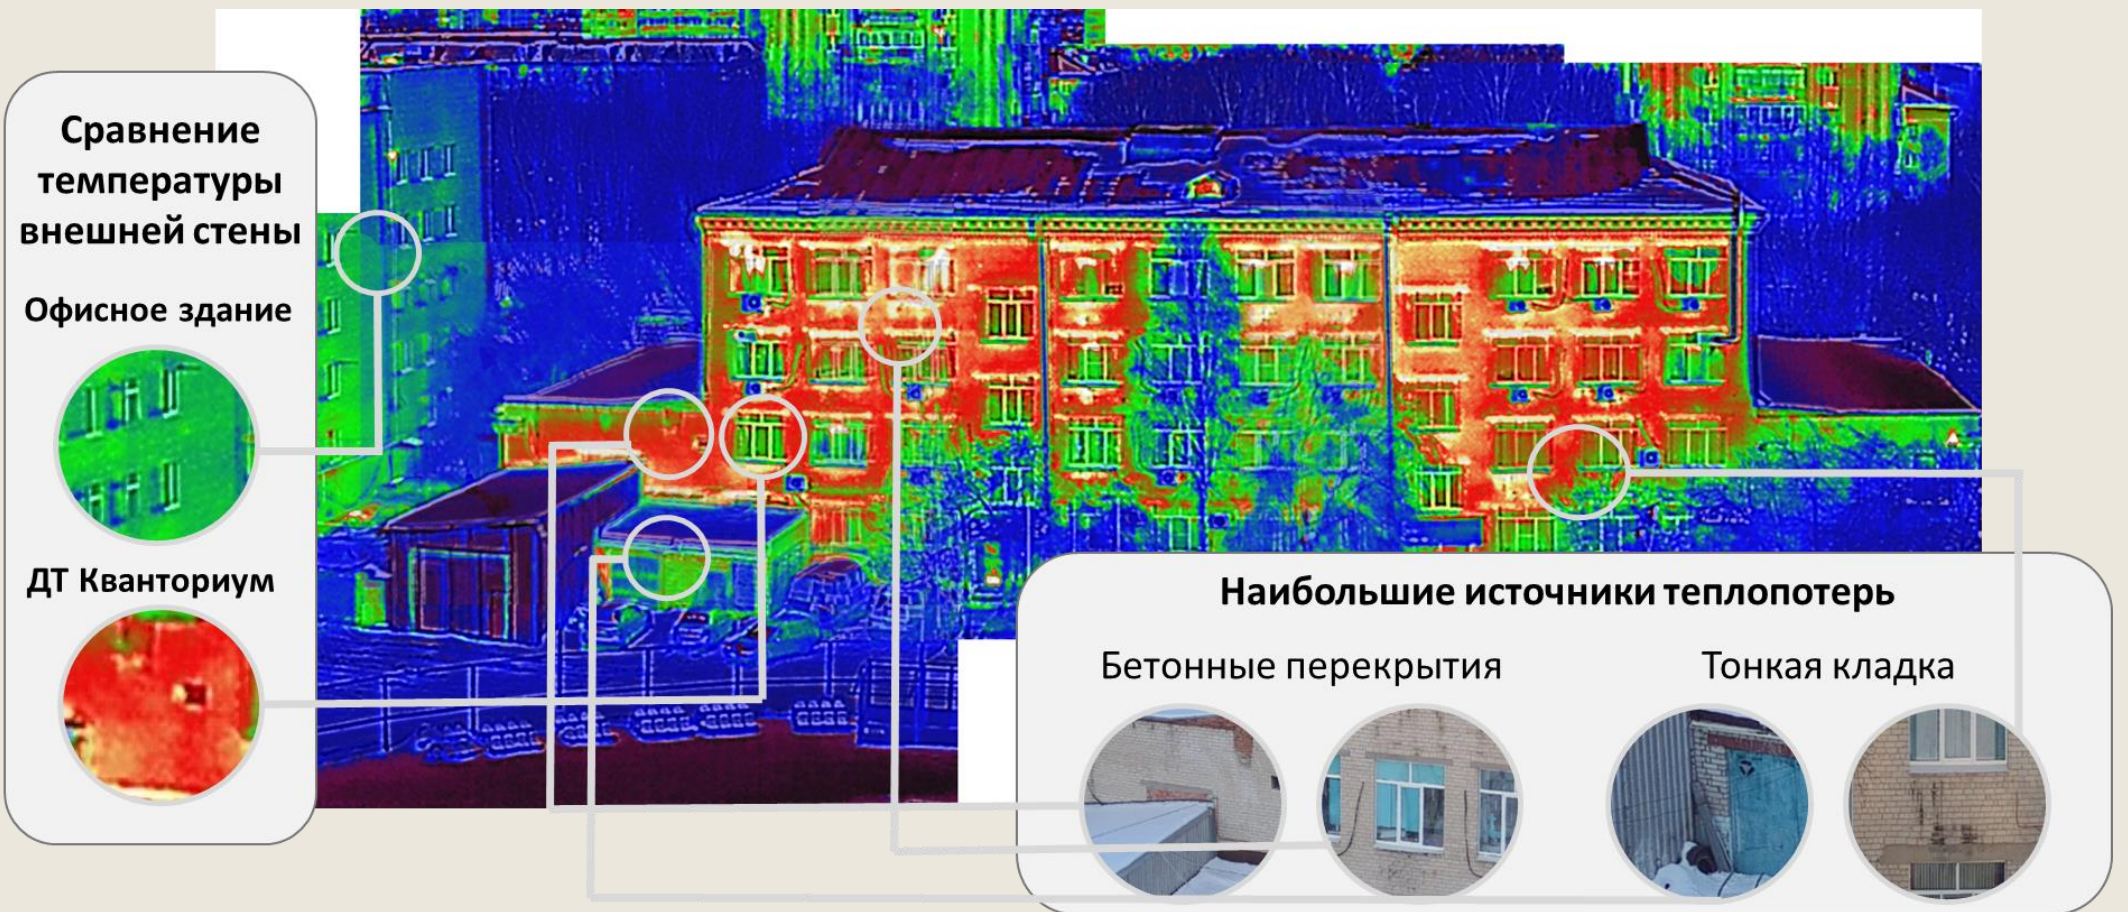 Сравнение
температуры
внешней стены
Офисное здание
ДТ Кванториум
Наибольшие источники теплопотерь
Бетонные перекрытия
Тонкая кладка